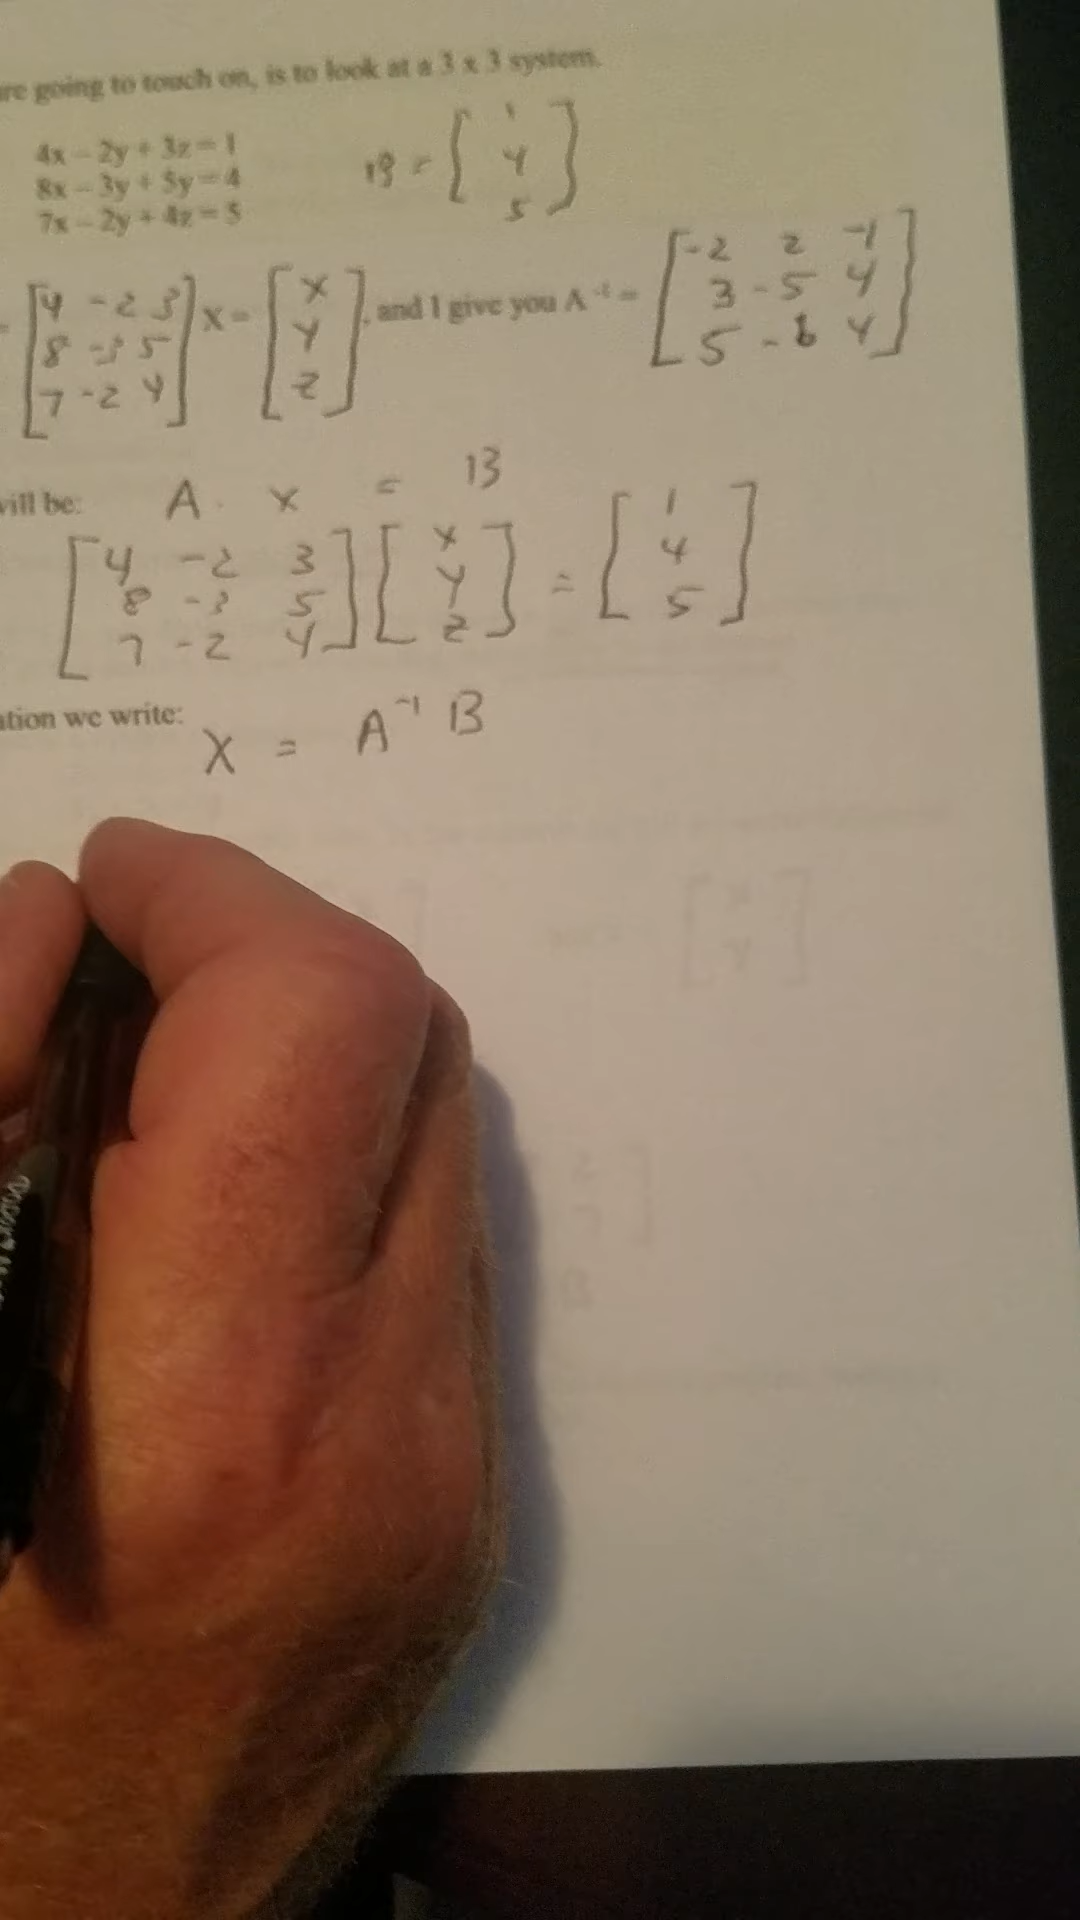 are going to touch on, is to look at a 3 x 3 system.
4x - 2y + 3z = 1
8x - 3y + 5y = 4
7x - 2y + 4z = 5
B = [ 1
4
5 ]
= [ 4 -2 3
8 -3 5
7 -2 4 ] X = [ x
y
z ], and I give you A⁻¹ = [ -2 2 -1
3 -5 4
5 -6 4 ]
will be: A · X = B
[ 4 -2 3
8 -3 5
7 -2 4 ] [ x
y
z ] = [ 1
4
5 ]
ation we write: X = A⁻¹ B